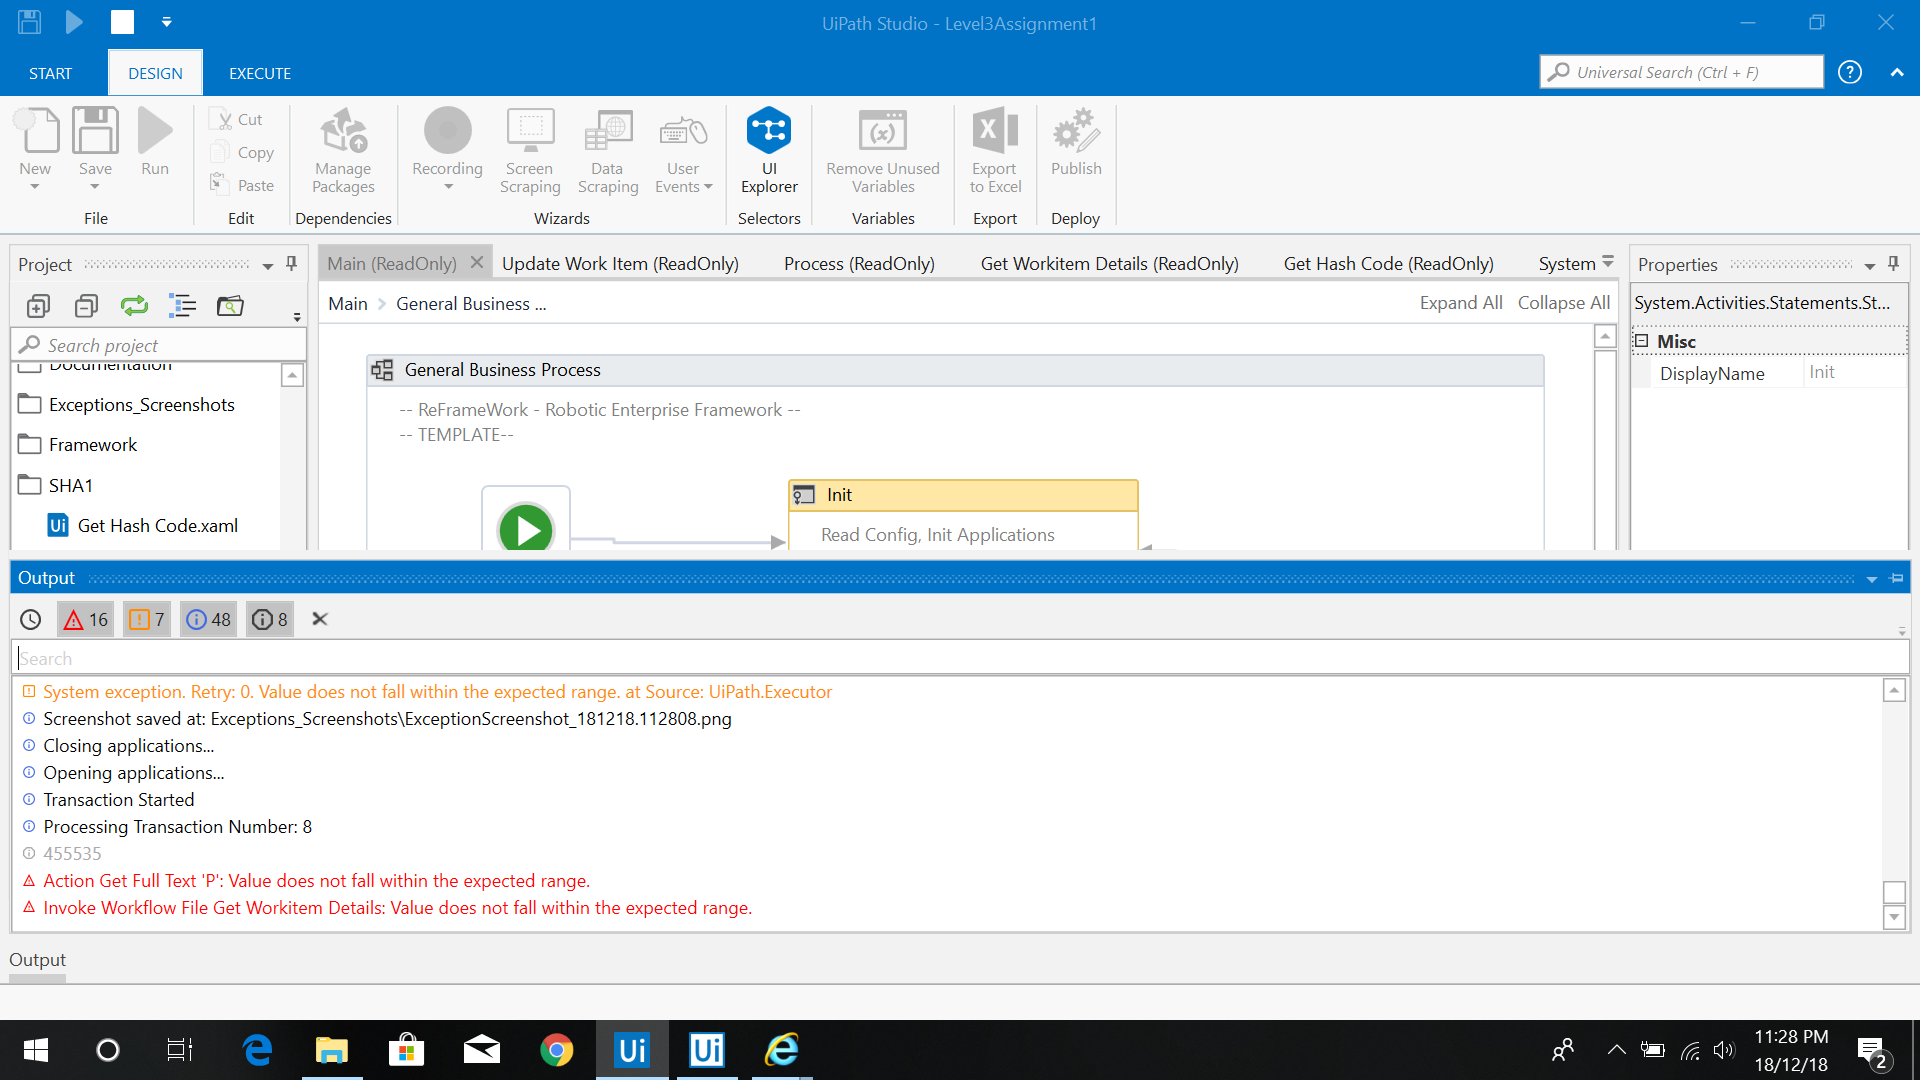 UiPath Studio - Level3Assignment1
START
DESIGN
EXECUTE
Universal Search (Ctrl + F)
?
New
Save
Run
File
Cut
Copy
Paste
Edit
Manage
Packages
Dependencies
Recording
Screen
Scraping
Data
Scraping
User
Events
Wizards
UI
Explorer
Selectors
Remove Unused
Variables
Variables
Export
to Excel
Export
Publish
Deploy
Project
Search project
Documentation
Exceptions_Screenshots
Framework
SHA1
Ui Get Hash Code.xaml
Main (ReadOnly)
Update Work Item (ReadOnly)
Process (ReadOnly)
Get Workitem Details (ReadOnly)
Get Hash Code (ReadOnly)
System
Main > General Business ...
Expand All
Collapse All
General Business Process
-- ReFrameWork - Robotic Enterprise Framework --
-- TEMPLATE--
Init
Read Config, Init Applications
Properties
System.Activities.Statements.St...
Misc
DisplayName
Init
Output
16
7
48
8
Search
System exception. Retry: 0. Value does not fall within the expected range. at Source: UiPath.Executor
Screenshot saved at: Exceptions_Screenshots\ExceptionScreenshot_181218.112808.png
Closing applications...
Opening applications...
Transaction Started
Processing Transaction Number: 8
455535
Action Get Full Text 'P': Value does not fall within the expected range.
Invoke Workflow File Get Workitem Details: Value does not fall within the expected range.
Output
Ui
Ui
11:28 PM
18/12/18
2